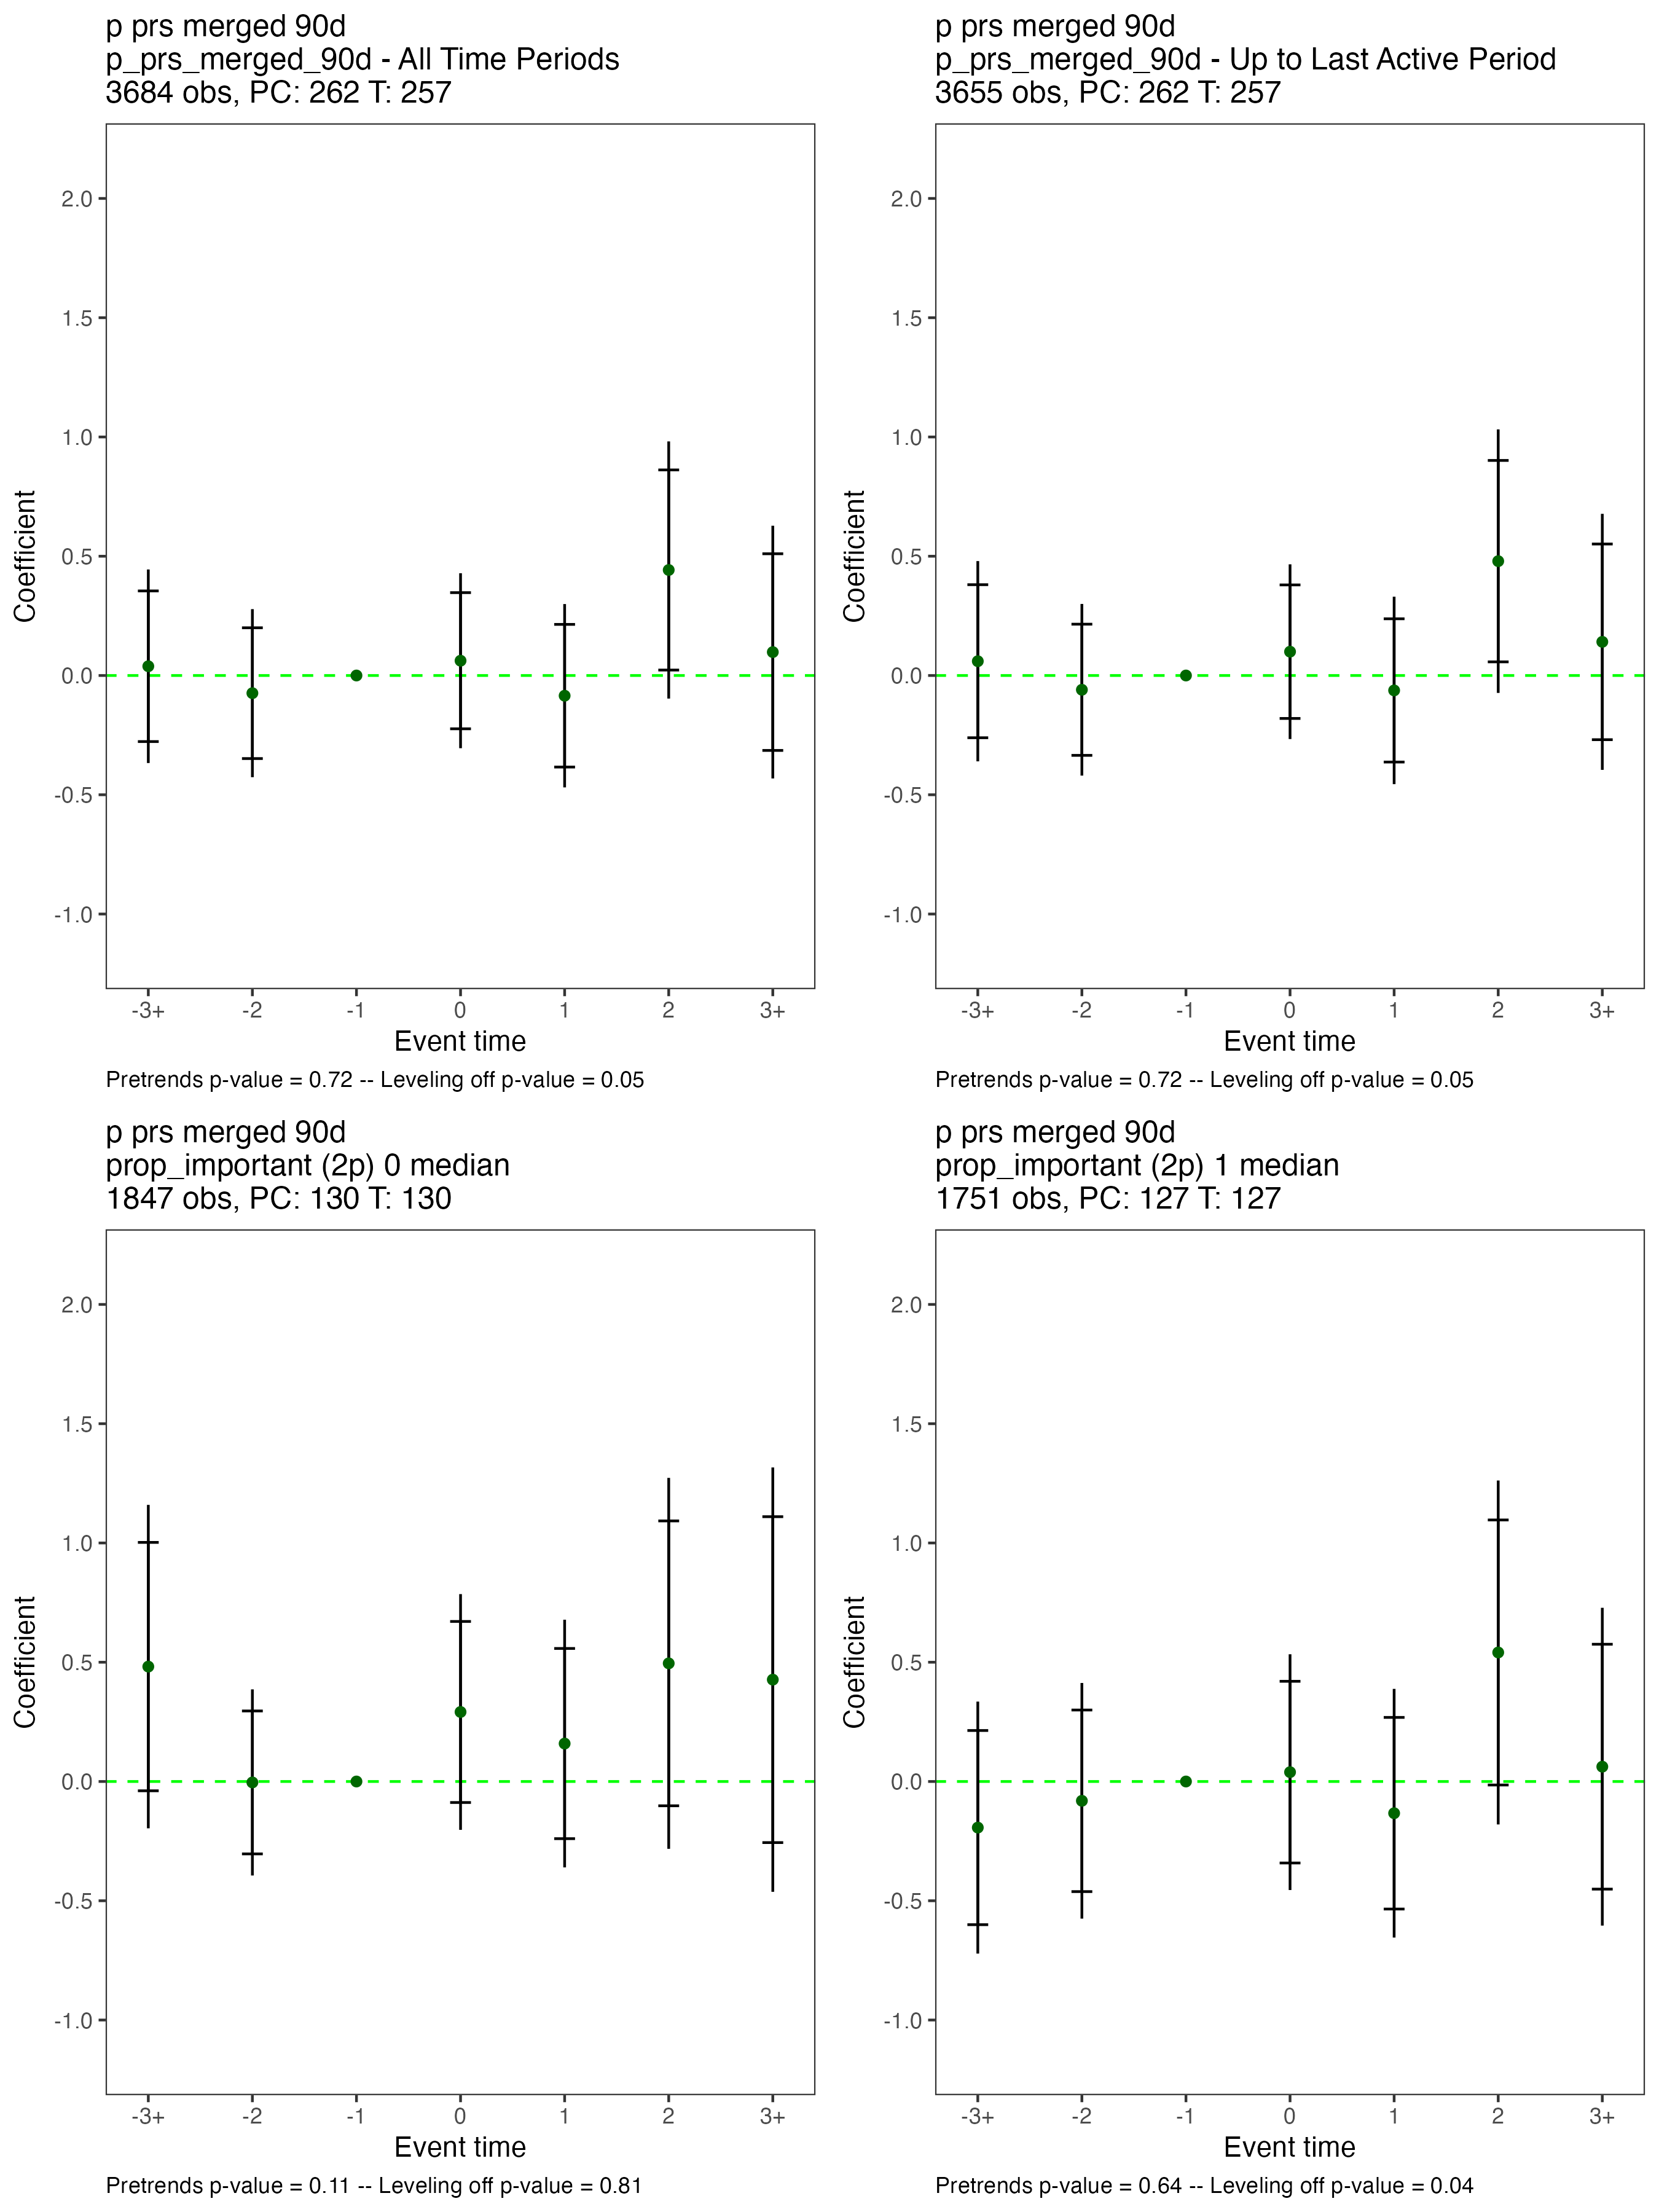 p prs merged 90d
p_prs_merged_90d - All Time Periods
3684 obs, PC: 262 T: 257
Coefficient
2.0
1.5
1.0
0.5
0.0
-0.5
-1.0
-3+ -2 -1 0 1 2 3+
Event time
Pretrends p-value = 0.72 -- Leveling off p-value = 0.05
p prs merged 90d
p_prs_merged_90d - Up to Last Active Period
3655 obs, PC: 262 T: 257
Coefficient
2.0
1.5
1.0
0.5
0.0
-0.5
-1.0
-3+ -2 -1 0 1 2 3+
Event time
Pretrends p-value = 0.72 -- Leveling off p-value = 0.05
p prs merged 90d
prop_important (2p) 0 median
1847 obs, PC: 130 T: 130
Coefficient
2.0
1.5
1.0
0.5
0.0
-0.5
-1.0
-3+ -2 -1 0 1 2 3+
Event time
Pretrends p-value = 0.11 -- Leveling off p-value = 0.81
p prs merged 90d
prop_important (2p) 1 median
1751 obs, PC: 127 T: 127
Coefficient
2.0
1.5
1.0
0.5
0.0
-0.5
-1.0
-3+ -2 -1 0 1 2 3+
Event time
Pretrends p-value = 0.64 -- Leveling off p-value = 0.04